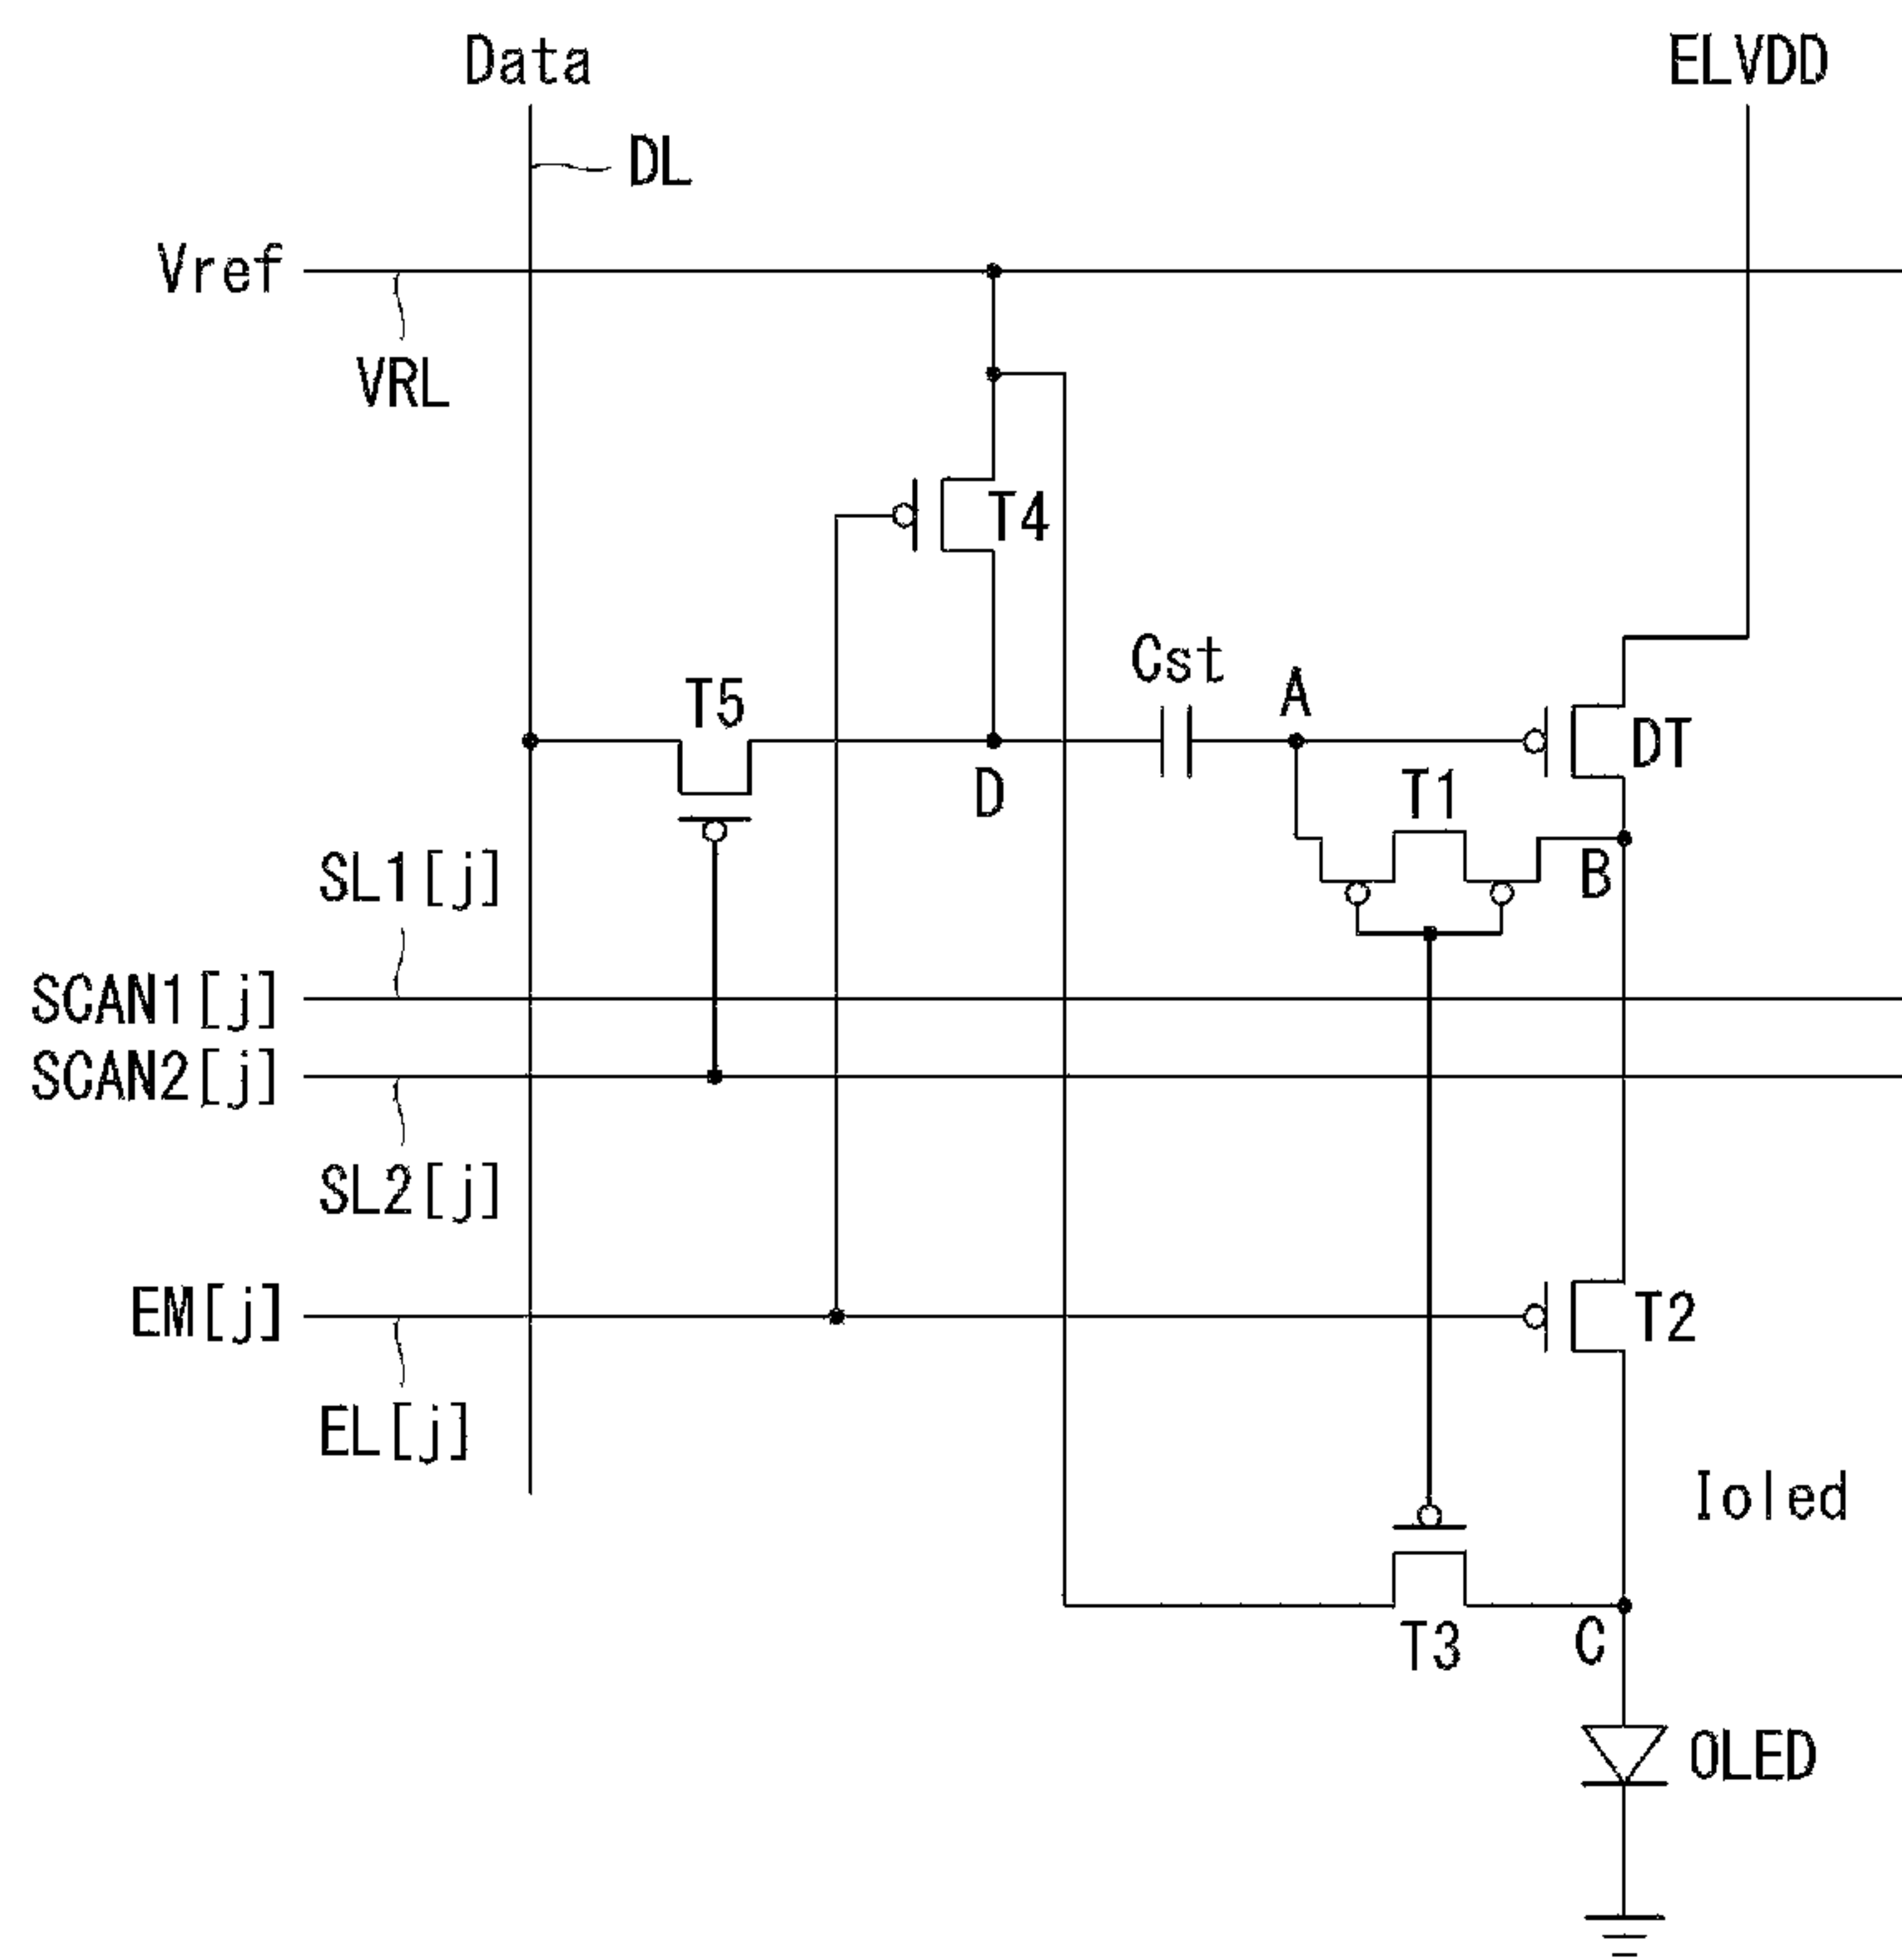 Data
ELVDD
DL
Vref
VRL
T4
Cst
A
T5
DT
D
T1
B
SL1[j]
SCAN1[j]
SCAN2[j]
SL2[j]
EM[j]
T2
EL[j]
Ioled
T3
C
OLED